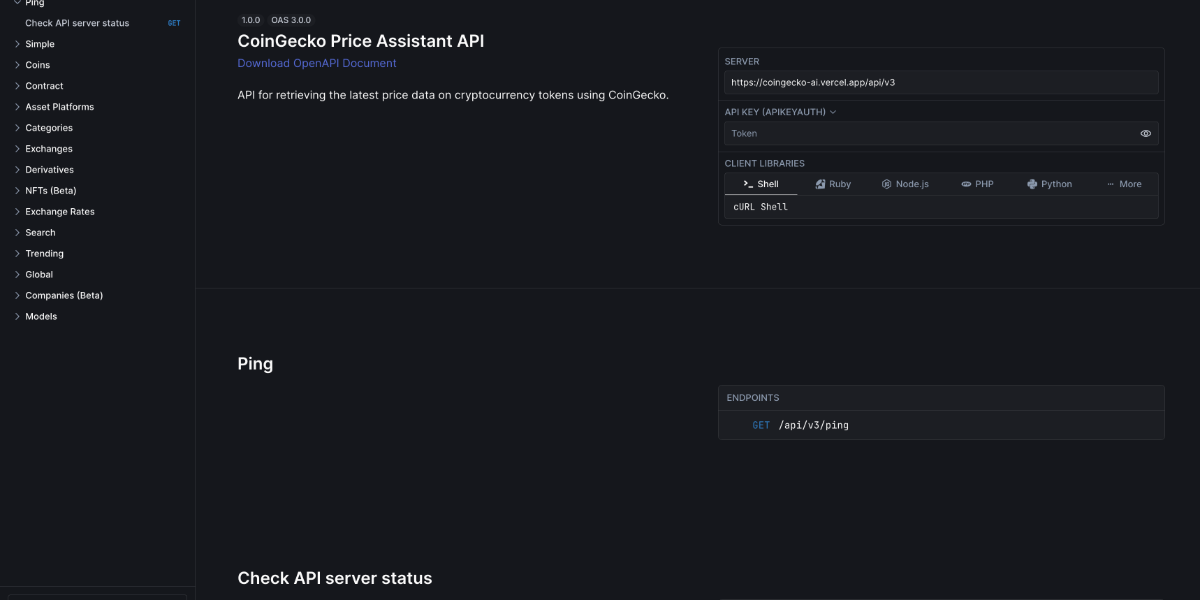 Ping
Check API server status GET
Simple
Coins
Contract
Asset Platforms
Categories
Exchanges
Derivatives
NFTs (Beta)
Exchange Rates
Search
Trending
Global
Companies (Beta)
Models
1.0.0 OAS 3.0.0
CoinGecko Price Assistant API
Download OpenAPI Document
API for retrieving the latest price data on cryptocurrency tokens using CoinGecko.
SERVER
https://coingecko-ai.vercel.app/api/v3
API KEY (APIKEYAUTH)
Token
CLIENT LIBRARIES
Shell Ruby Node.js PHP Python ··· More
cURL Shell
Ping
ENDPOINTS
GET /api/v3/ping
Check API server status